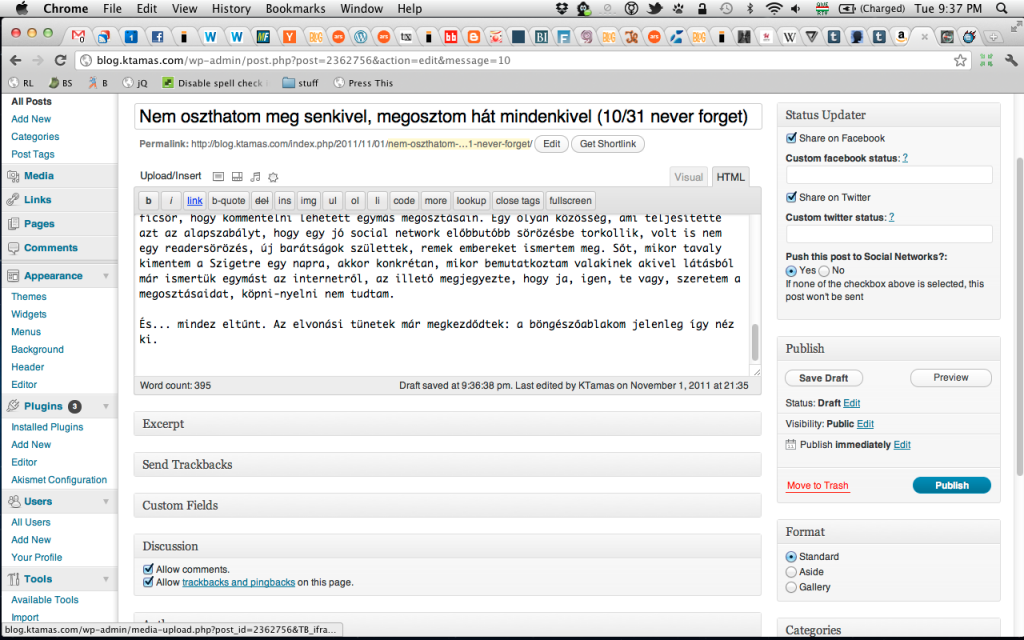 Chrome File Edit View History Bookmarks Window Help (Charged) Tue 9:37 PM
blog.ktamas.com/wp-admin/post.php?post=2362756&action=edit&message=10
RL BS B jQ Disable spell check stuff Press This
All Posts
Add New
Categories
Post Tags
Media
Links
Pages
Comments
Appearance
Themes
Widgets
Menus
Background
Header
Editor
Plugins 3
Installed Plugins
Add New
Editor
Akismet Configuration
Users
All Users
Add New
Your Profile
Tools
Available Tools
Import
blog.ktamas.com/wp-admin/media-upload.php?post_id=2362756&TB_ifra...
Nem oszthatom meg senkivel, megosztom hát mindenkivel (10/31 never forget)
Permalink: http://blog.ktamas.com/index.php/2011/11/01/nem-oszthatom-...1-never-forget/ Edit Get Shortlink
Upload/Insert Visual HTML
b i link b-quote del ins img ul ol li code more lookup close tags fullscreen
ficsőr, hogy kommentelni lehetett egymás megosztásain. Egy olyan közösség, ami teljesítette
azt az alapszabályt, hogy egy jó social network előbbutóbb sörözésbe torkollik, volt is nem
egy readersörözés, új barátságok születtek, remek embereket ismertem meg. Sőt, mikor tavaly
kimentem a Szigetre egy napra, akkor konkrétan, mikor bemutatkoztam valakinek akivel látásból
már ismertük egymást az internetről, az illető megjegyezte, hogy ja, igen, te vagy, szeretem a
megosztásaidat, köpni-nyelni nem tudtam.
És... mindez eltűnt. Az elvonási tünetek már megkezdődtek: a böngészőablakom jelenleg így néz
ki.
Word count: 395 Draft saved at 9:36:38 pm. Last edited by KTamas on November 1, 2011 at 21:35
Excerpt
Send Trackbacks
Custom Fields
Discussion
Allow comments.
Allow trackbacks and pingbacks on this page.
Status Updater
Share on Facebook
Custom facebook status: ?
Share on Twitter
Custom twitter status: ?
Push this post to Social Networks?:
Yes No
If none of the checkbox above is selected, this
post won't be sent
Publish
Save Draft Preview
Status: Draft Edit
Visibility: Public Edit
Publish immediately Edit
Move to Trash Publish
Format
Standard
Aside
Gallery
Categories